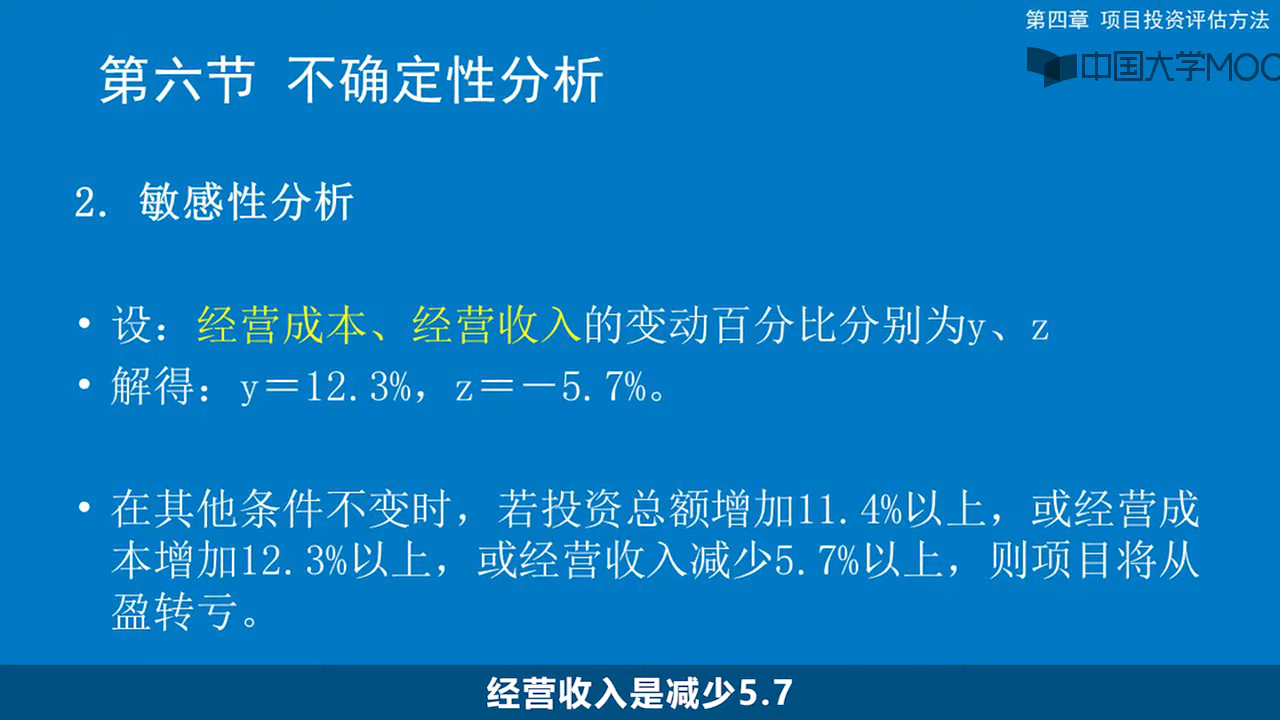 第四章 项目投资评估方法
中国大学MOO
第六节 不确定性分析
2. 敏感性分析
• 设：经营成本、经营收入的变动百分比分别为y、z
• 解得：y＝12.3%，z＝－5.7%。
• 在其他条件不变时，若投资总额增加11.4%以上，或经营成
本增加12.3%以上，或经营收入减少5.7%以上，则项目将从
盈转亏。
经营收入是减少5.7